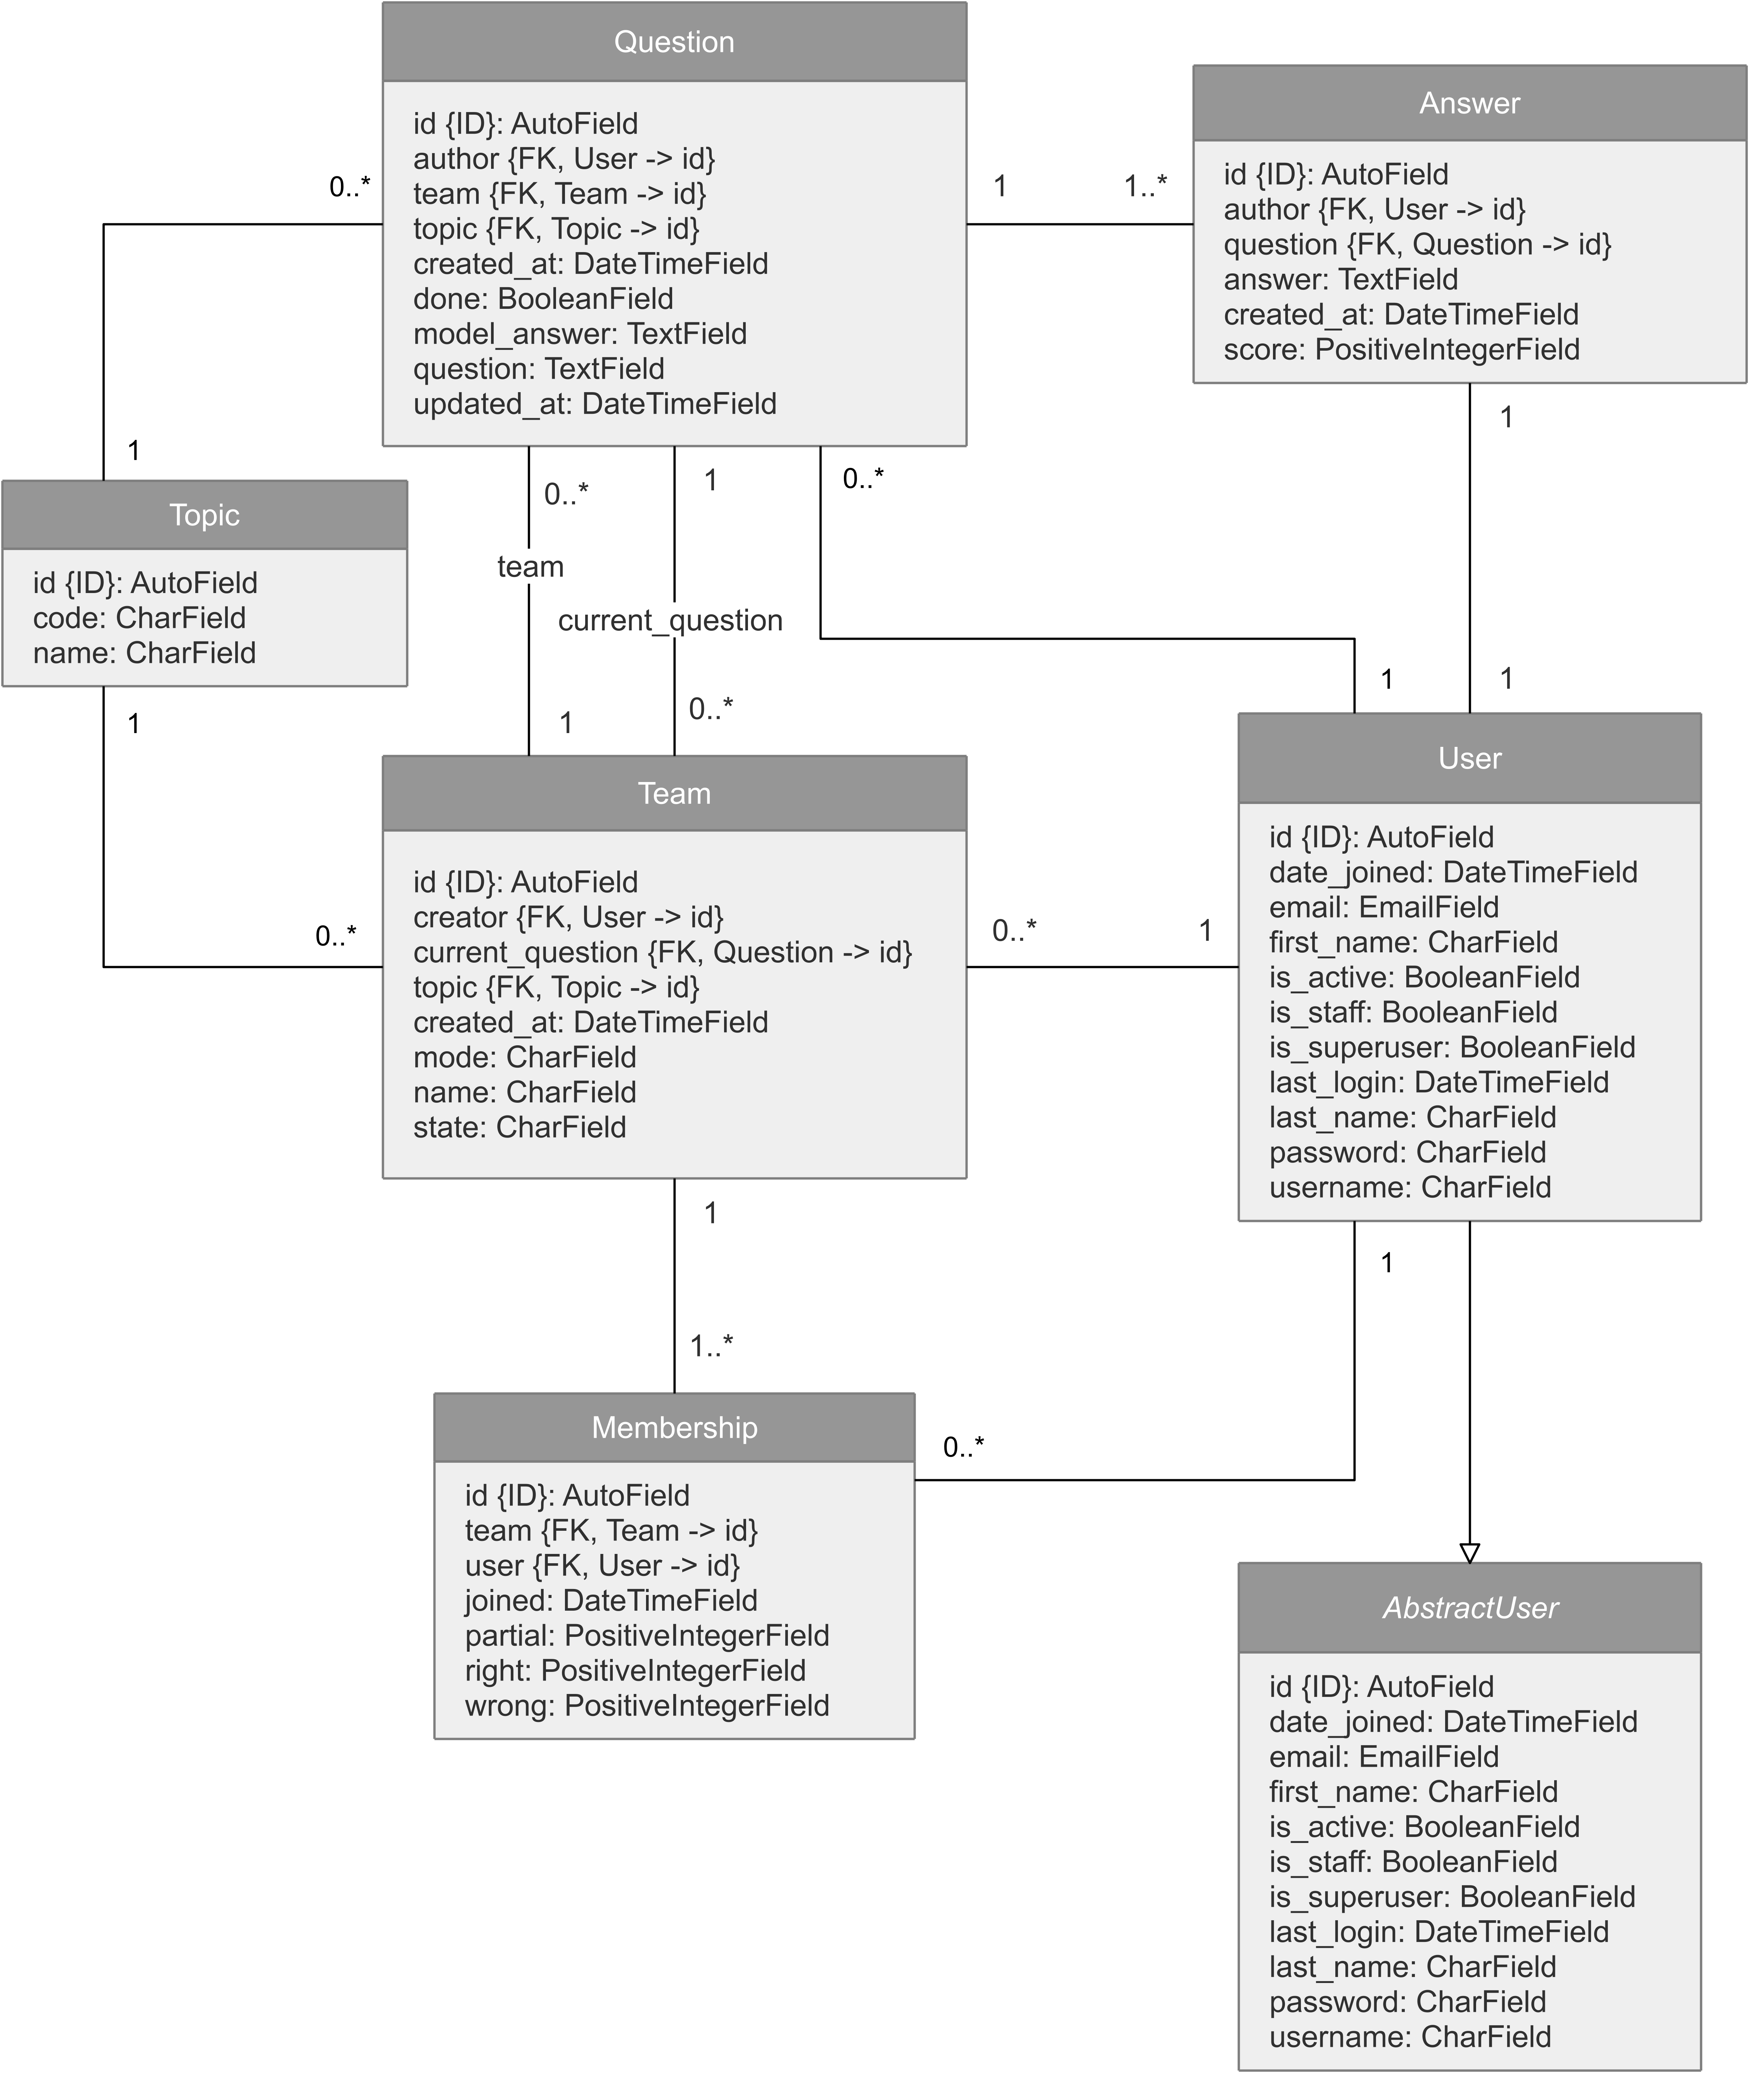 Question
id {ID}: AutoField
author {FK, User -> id}
team {FK, Team -> id}
topic {FK, Topic -> id}
created_at: DateTimeField
done: BooleanField
model_answer: TextField
question: TextField
updated_at: DateTimeField
Answer
id {ID}: AutoField
author {FK, User -> id}
question {FK, Question -> id}
answer: TextField
created_at: DateTimeField
score: PositiveIntegerField
0..*
1
1..*
1
1
0..*
1
0..*
Topic
id {ID}: AutoField
code: CharField
name: CharField
team
current_question
1
1
0..*
1
1
Team
id {ID}: AutoField
creator {FK, User -> id}
current_question {FK, Question -> id}
topic {FK, Topic -> id}
created_at: DateTimeField
mode: CharField
name: CharField
state: CharField
User
id {ID}: AutoField
date_joined: DateTimeField
email: EmailField
first_name: CharField
is_active: BooleanField
is_staff: BooleanField
is_superuser: BooleanField
last_login: DateTimeField
last_name: CharField
password: CharField
username: CharField
0..*
0..*
1
1
1
1..*
0..*
Membership
id {ID}: AutoField
team {FK, Team -> id}
user {FK, User -> id}
joined: DateTimeField
partial: PositiveIntegerField
right: PositiveIntegerField
wrong: PositiveIntegerField
AbstractUser
id {ID}: AutoField
date_joined: DateTimeField
email: EmailField
first_name: CharField
is_active: BooleanField
is_staff: BooleanField
is_superuser: BooleanField
last_login: DateTimeField
last_name: CharField
password: CharField
username: CharField